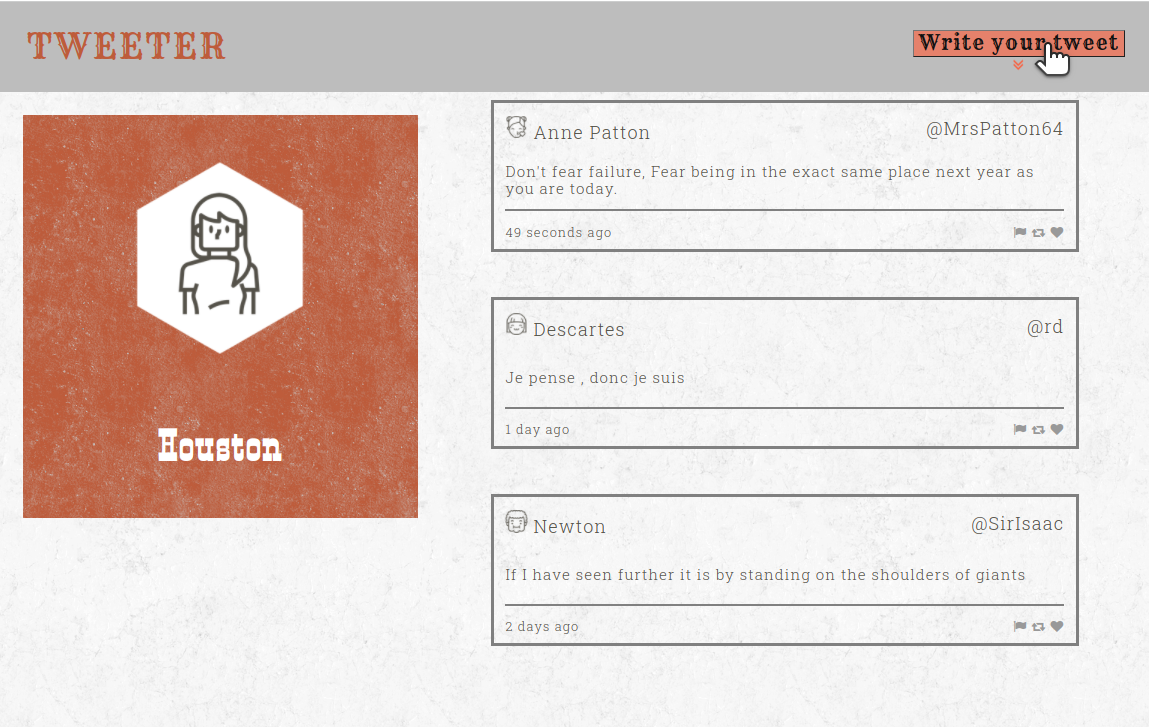 TWEETER
Write your tweet
Houston
Anne Patton
@MrsPatton64
Don't fear failure, Fear being in the exact same place next year as
you are today.
49 seconds ago
Descartes
@rd
Je pense , donc je suis
1 day ago
Newton
@SirIsaac
If I have seen further it is by standing on the shoulders of giants
2 days ago